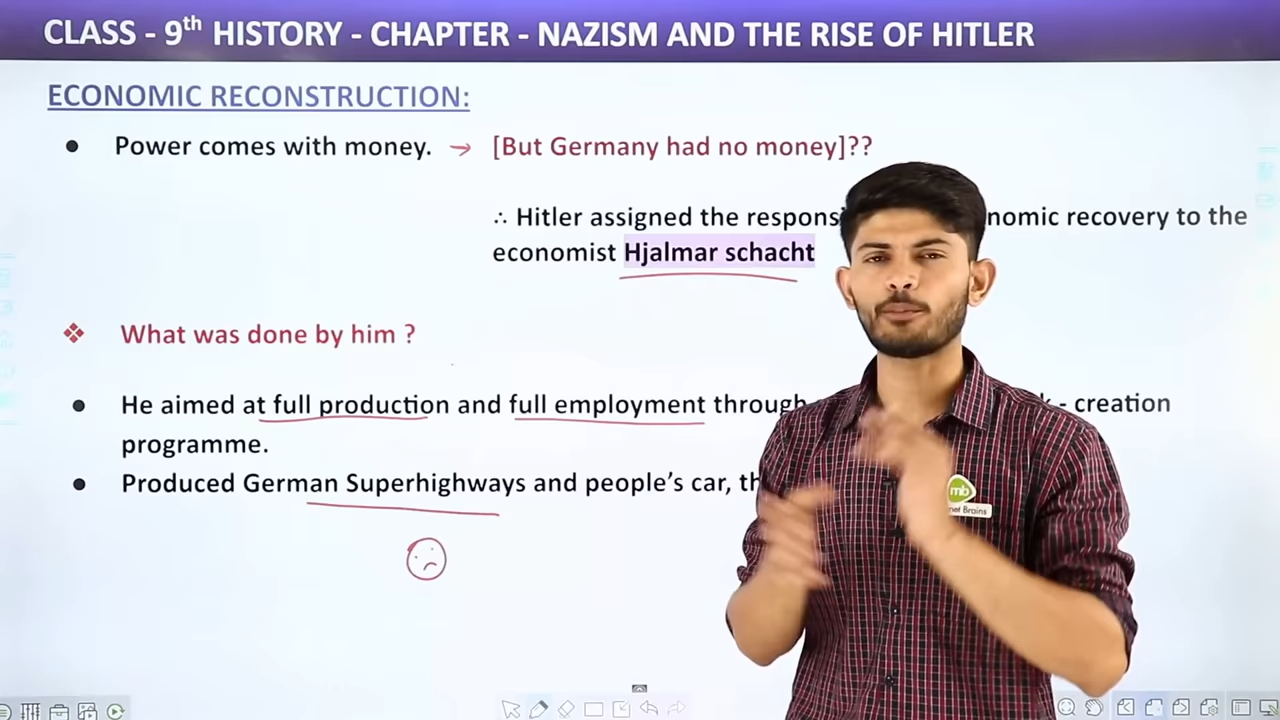 CLASS - 9th HISTORY - CHAPTER - NAZISM AND THE RISE OF HITLER
ECONOMIC RECONSTRUCTION:
● Power comes with money. → [But Germany had no money]??
∴ Hitler assigned the respons nomic recovery to the
economist Hjalmar schacht
❖ What was done by him ?
● He aimed at full production and full employment through - creation
programme.
● Produced German Superhighways and people's car, th
mb
net Brains